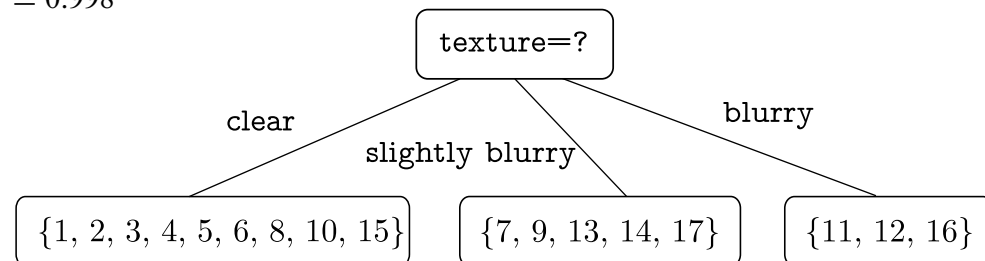 = 0.998
texture=?
clear
slightly blurry
blurry
{1, 2, 3, 4, 5, 6, 8, 10, 15}
{7, 9, 13, 14, 17}
{11, 12, 16}